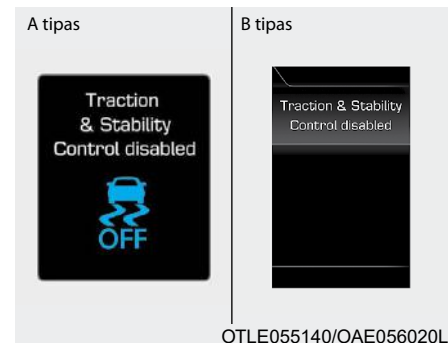 A tipas
Traction
& Stability
Control disabled
OFF
B tipas
Traction & Stability
Control disabled
OTLE055140/OAE056020L